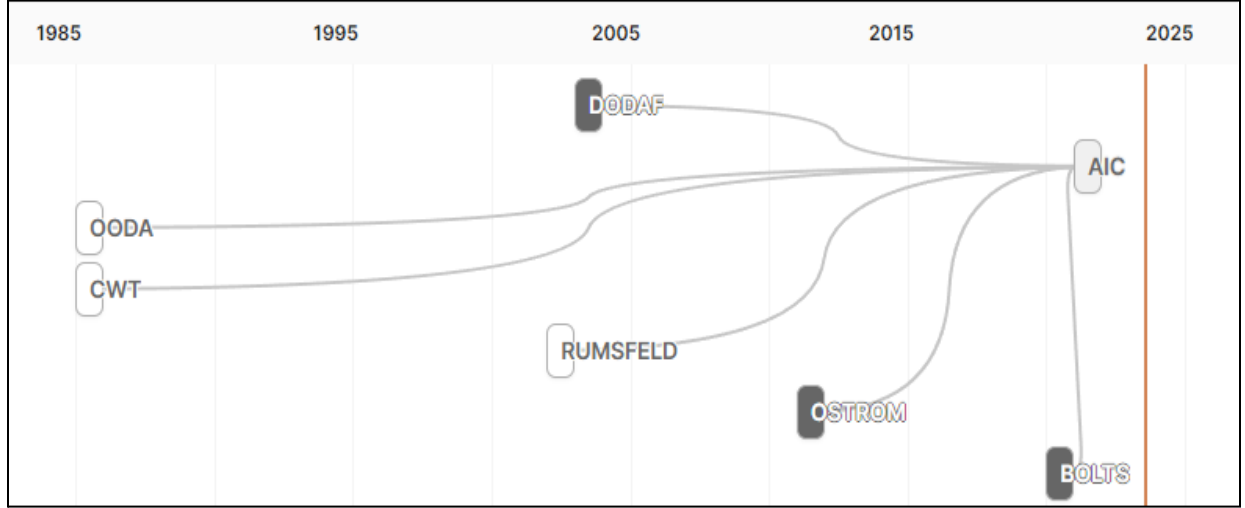 1985 1995 2005 2015 2025
DODAF
AIC
OODA
CWT
RUMSFELD
OSTROM
BOLTS